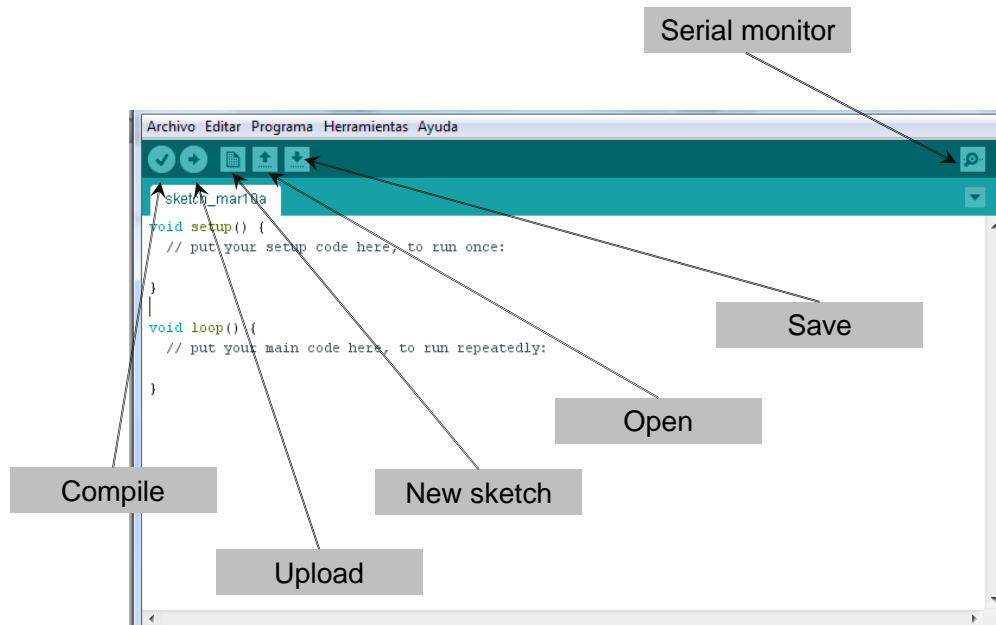 Serial monitor
Archivo Editar Programa Herramientas Ayuda
sketch_mar10a
void setup() {
// put your setup code here, to run once:
}
void loop() {
// put your main code here, to run repeatedly:
}
Save
Open
Compile
New sketch
Upload